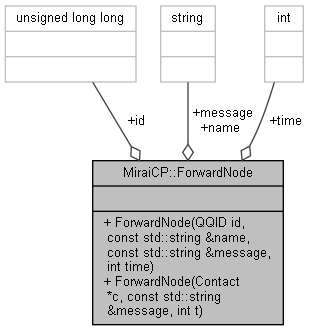 unsigned long long
string
int
+id
+message
+name
+time
MiraiCP::ForwardNode
+ ForwardNode(QQID id,
const std::string &name,
const std::string &message,
int time)
+ ForwardNode(Contact
*c, const std::string
&message, int t)